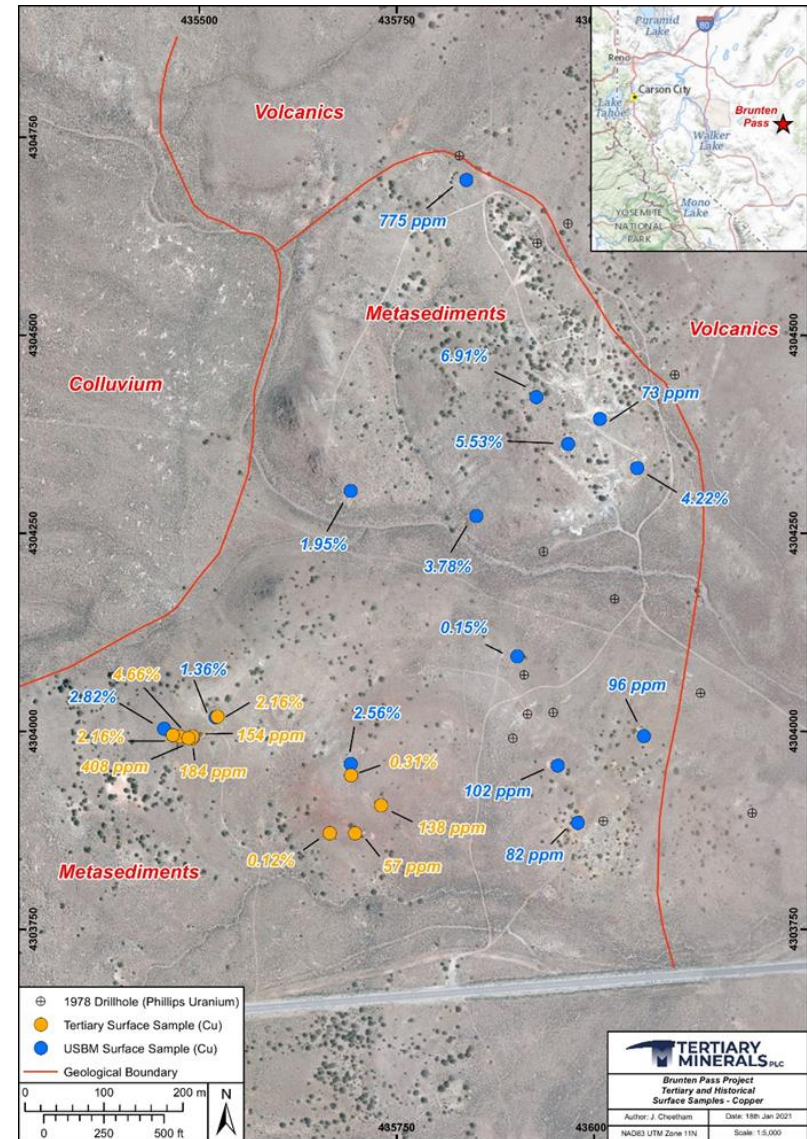 435500
435750
Pyramid
Lake
80
Reno
Carson City
Lake
Tahoe
Brunten
Pass
Walker
Lake
Mono
Lake
YOSEMITE
NATIONAL
PARK
4304750
Volcanics
775 ppm
Metasediments
Volcanics
4304500
Colluvium
6.91%
73 ppm
5.53%
4.22%
1.95%
3.78%
4304250
4304250
0.15%
4.66%
1.36%
2.82%
2.16%
96 ppm
4304000
4304000
2.16%
154 ppm
2.56%
408 ppm
184 ppm
0.31%
102 ppm
138 ppm
0.12%
57 ppm
82 ppm
Metasediments
4303750
4303750
1978 Drillhole (Phillips Uranium)
Tertiary Surface Sample (Cu)
USBM Surface Sample (Cu)
Geological Boundary
0 100 200 m
0 250 500 ft
N
435750
TERTIARY
MINERALS PLC
Brunten Pass Project
Tertiary and Historical
Surface Samples - Copper
Author: J. Cheetham
Date: 18th Jan 2021
NAD83 UTM Zone 11N
Scale: 1:5,000
4304500